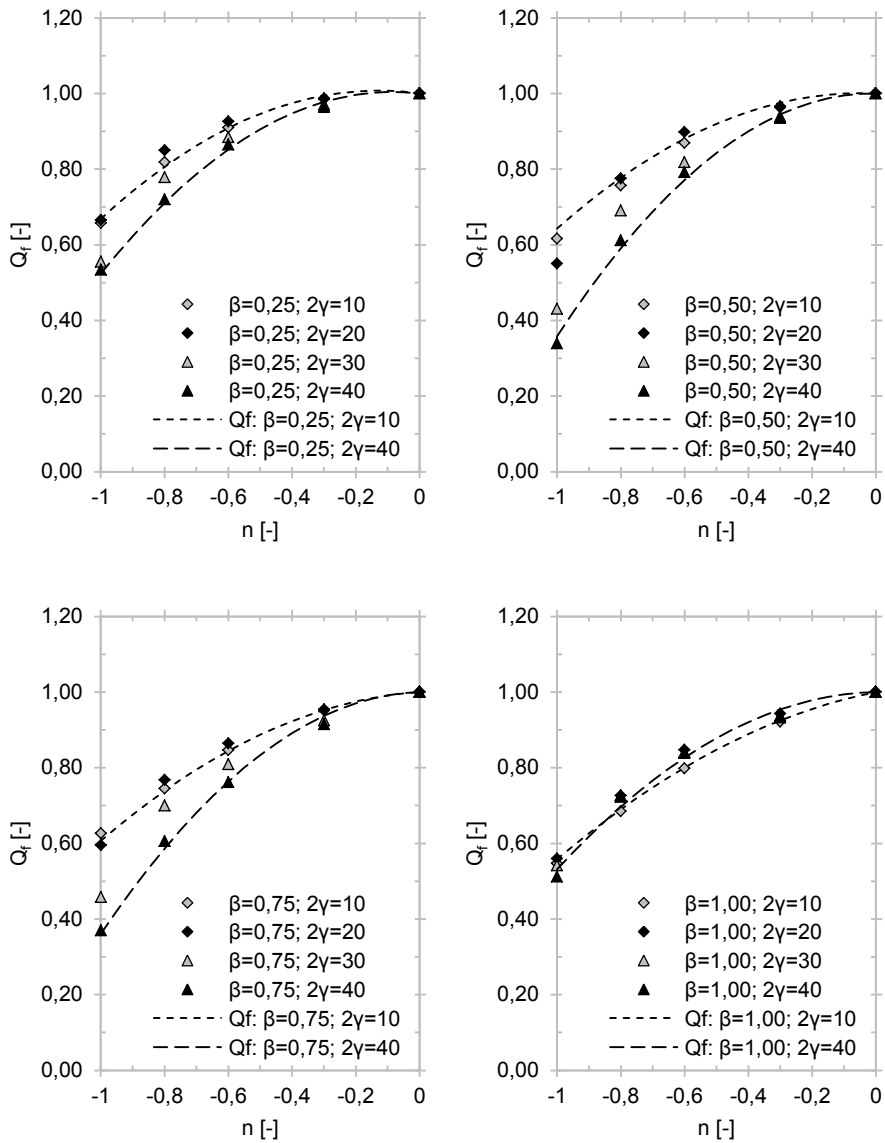 1,20
1,00
0,80
0,60
0,40
0,20
0,00
Qf [-]
β=0,25; 2γ=10
β=0,25; 2γ=20
β=0,25; 2γ=30
β=0,25; 2γ=40
Qf: β=0,25; 2γ=10
Qf: β=0,25; 2γ=40
-1 -0,8 -0,6 -0,4 -0,2 0
n [-]
1,20
1,00
0,80
0,60
0,40
0,20
0,00
Qf [-]
β=0,50; 2γ=10
β=0,50; 2γ=20
β=0,50; 2γ=30
β=0,50; 2γ=40
Qf: β=0,50; 2γ=10
Qf: β=0,50; 2γ=40
-1 -0,8 -0,6 -0,4 -0,2 0
n [-]
1,20
1,00
0,80
0,60
0,40
0,20
0,00
Qf [-]
β=0,75; 2γ=10
β=0,75; 2γ=20
β=0,75; 2γ=30
β=0,75; 2γ=40
Qf: β=0,75; 2γ=10
Qf: β=0,75; 2γ=40
-1 -0,8 -0,6 -0,4 -0,2 0
n [-]
1,20
1,00
0,80
0,60
0,40
0,20
0,00
Qf [-]
β=1,00; 2γ=10
β=1,00; 2γ=20
β=1,00; 2γ=30
β=1,00; 2γ=40
Qf: β=1,00; 2γ=10
Qf: β=1,00; 2γ=40
-1 -0,8 -0,6 -0,4 -0,2 0
n [-]